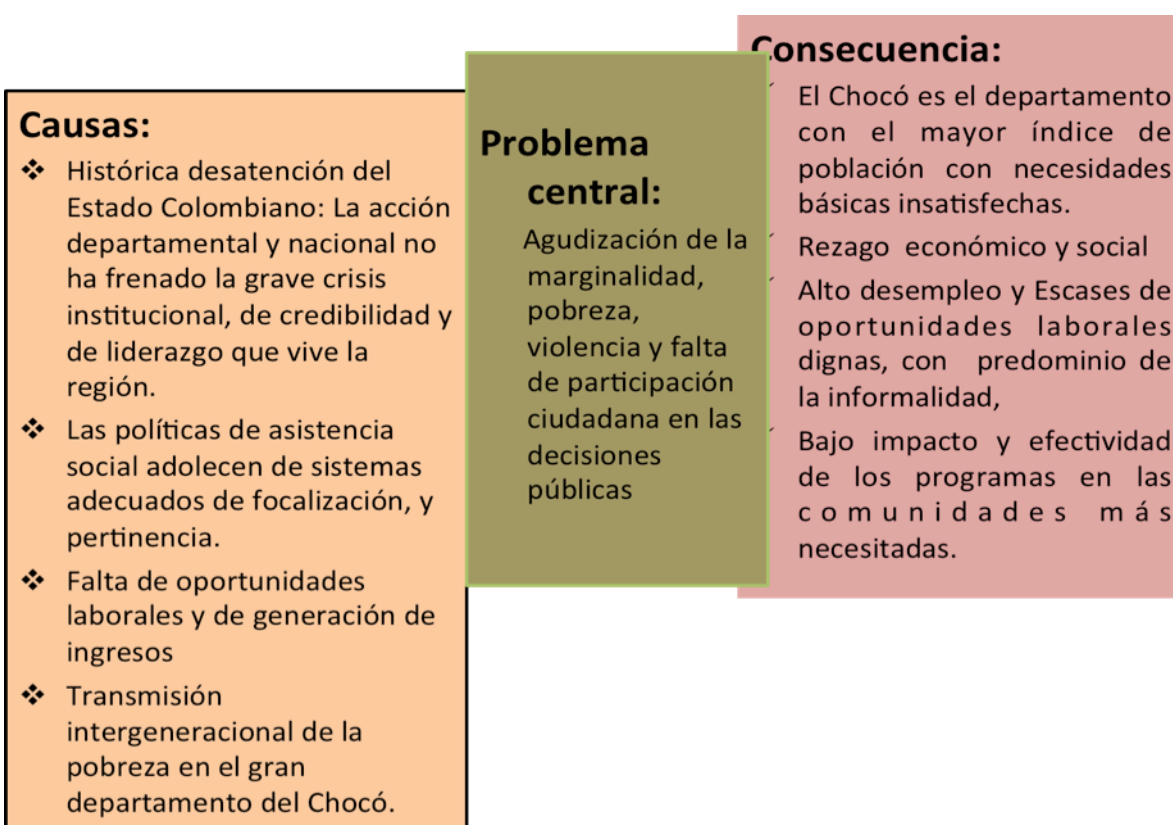 Causas:
❖ Histórica desatención del
Estado Colombiano: La acción
departamental y nacional no
ha frenado la grave crisis
institucional, de credibilidad y
de liderazgo que vive la
región.
❖ Las políticas de asistencia
social adolecen de sistemas
adecuados de focalización, y
pertinencia.
❖ Falta de oportunidades
laborales y de generación de
ingresos
❖ Transmisión
intergeneracional de la
pobreza en el gran
departamento del Chocó.
Problema
central:
Agudización de la
marginalidad,
pobreza,
violencia y falta
de participación
ciudadana en las
decisiones
públicas
Consecuencia:
El Chocó es el departamento
con el mayor índice de
población con necesidades
básicas insatisfechas.
Rezago económico y social
Alto desempleo y Escases de
oportunidades laborales
dignas, con predominio de
la informalidad,
Bajo impacto y efectividad
de los programas en las
comunidades más
necesitadas.